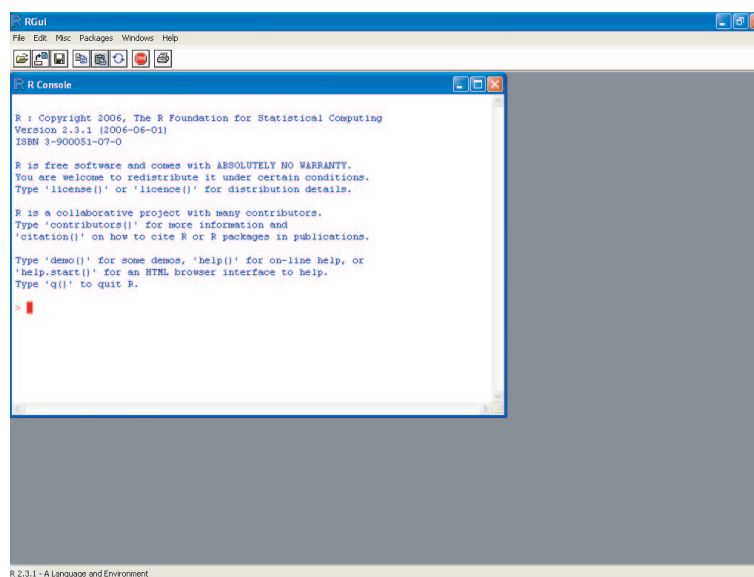 RGui
File Edit Misc Packages Windows Help
R Console
R : Copyright 2006, The R Foundation for Statistical Computing
Version 2.3.1 (2006-06-01)
ISBN 3-900051-07-0
R is free software and comes with ABSOLUTELY NO WARRANTY.
You are welcome to redistribute it under certain conditions.
Type 'license()' or 'licence()' for distribution details.
R is a collaborative project with many contributors.
Type 'contributors()' for more information and
'citation()' on how to cite R or R packages in publications.
Type 'demo()' for some demos, 'help()' for on-line help, or
'help.start()' for an HTML browser interface to help.
Type 'q()' to quit R.
>
R 2.3.1 - A Language and Environment